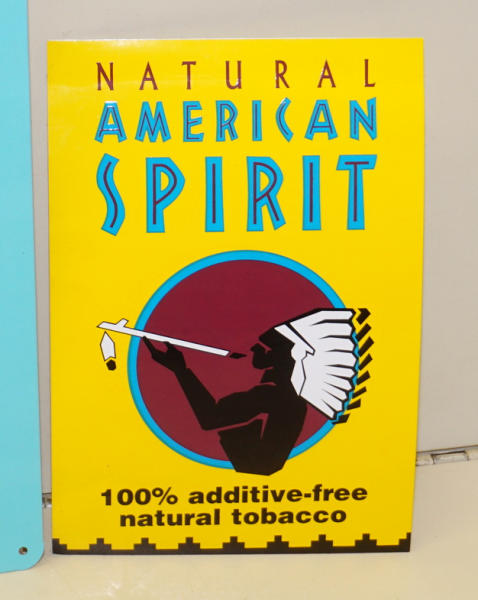 NATURAL
AMERICAN
SPIRIT
100% additive-free
natural tobacco